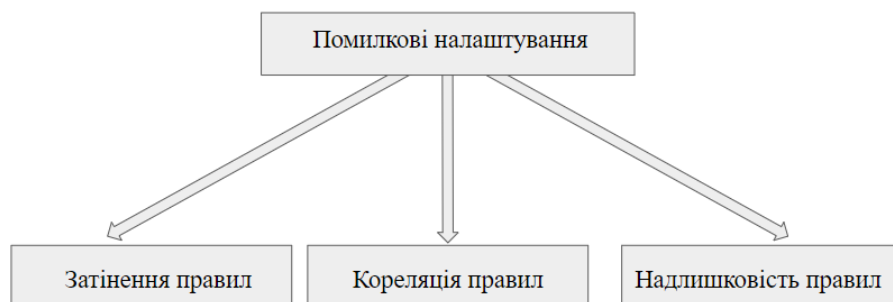 Помилкові налаштування
Затінення правил
Кореляція правил
Надлишковість правил